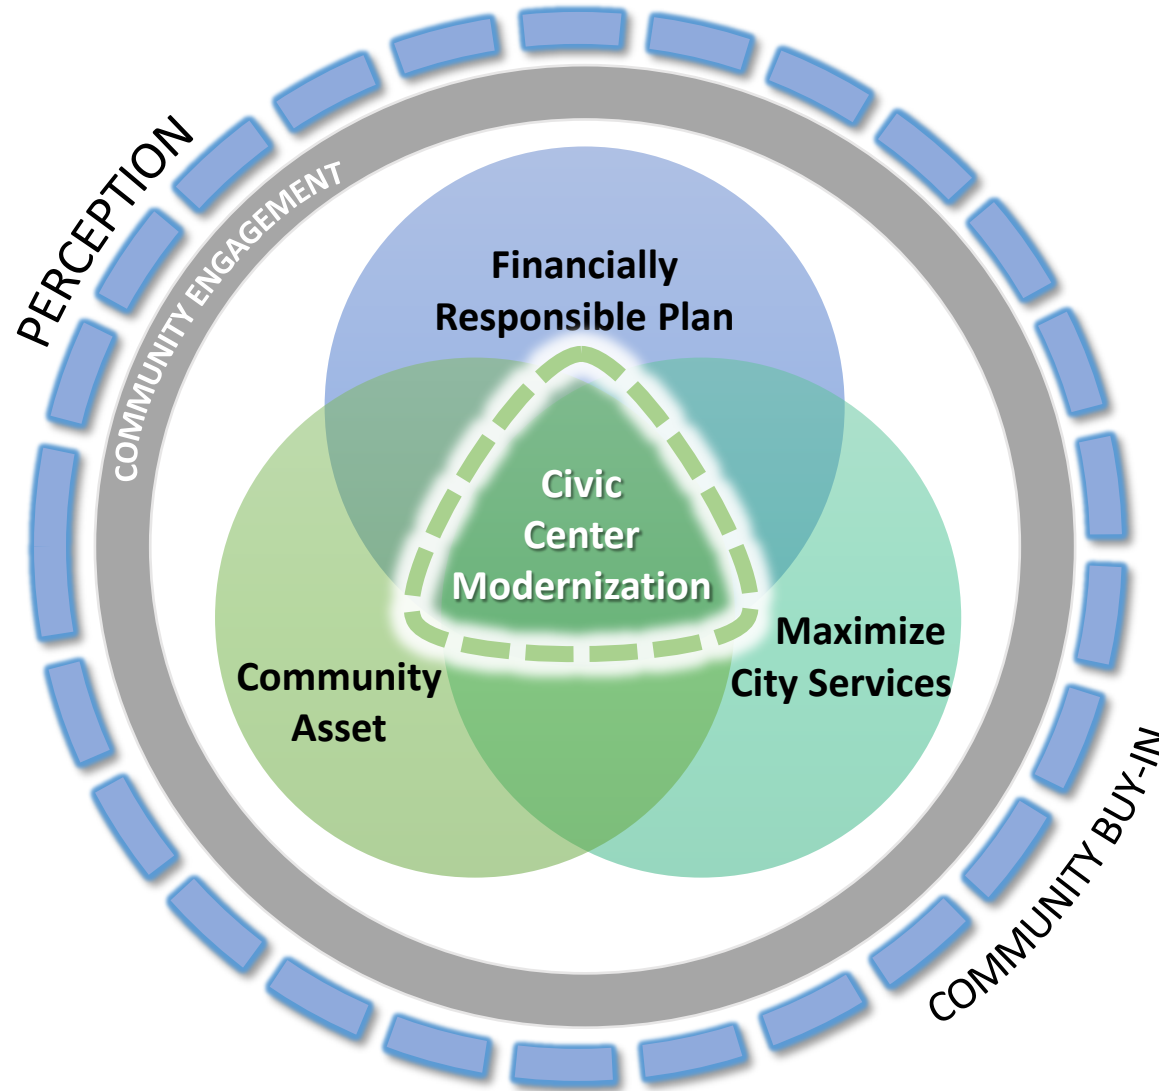 PERCEPTION
COMMUNITY ENGAGEMENT
Financially
Responsible Plan
Civic
Center
Modernization
Community
Asset
Maximize
City Services
COMMUNITY BUY-IN